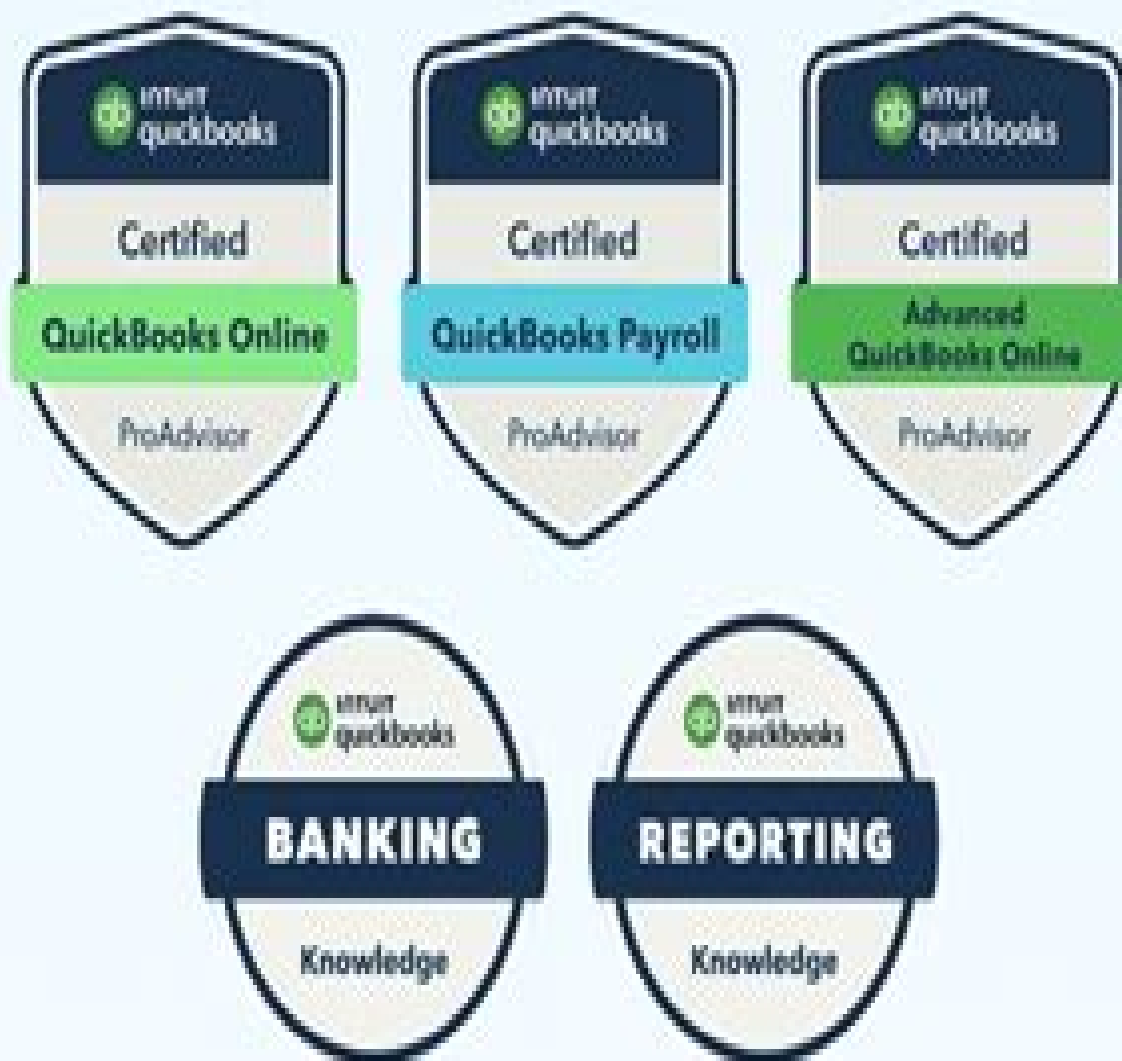 INTUIT
quickbooks
Certified
QuickBooks Online
ProAdvisor
INTUIT
quickbooks
Certified
QuickBooks Payroll
ProAdvisor
INTUIT
quickbooks
Certified
Advanced
QuickBooks Online
ProAdvisor
INTUIT
quickbooks
BANKING
Knowledge
INTUIT
quickbooks
REPORTING
Knowledge